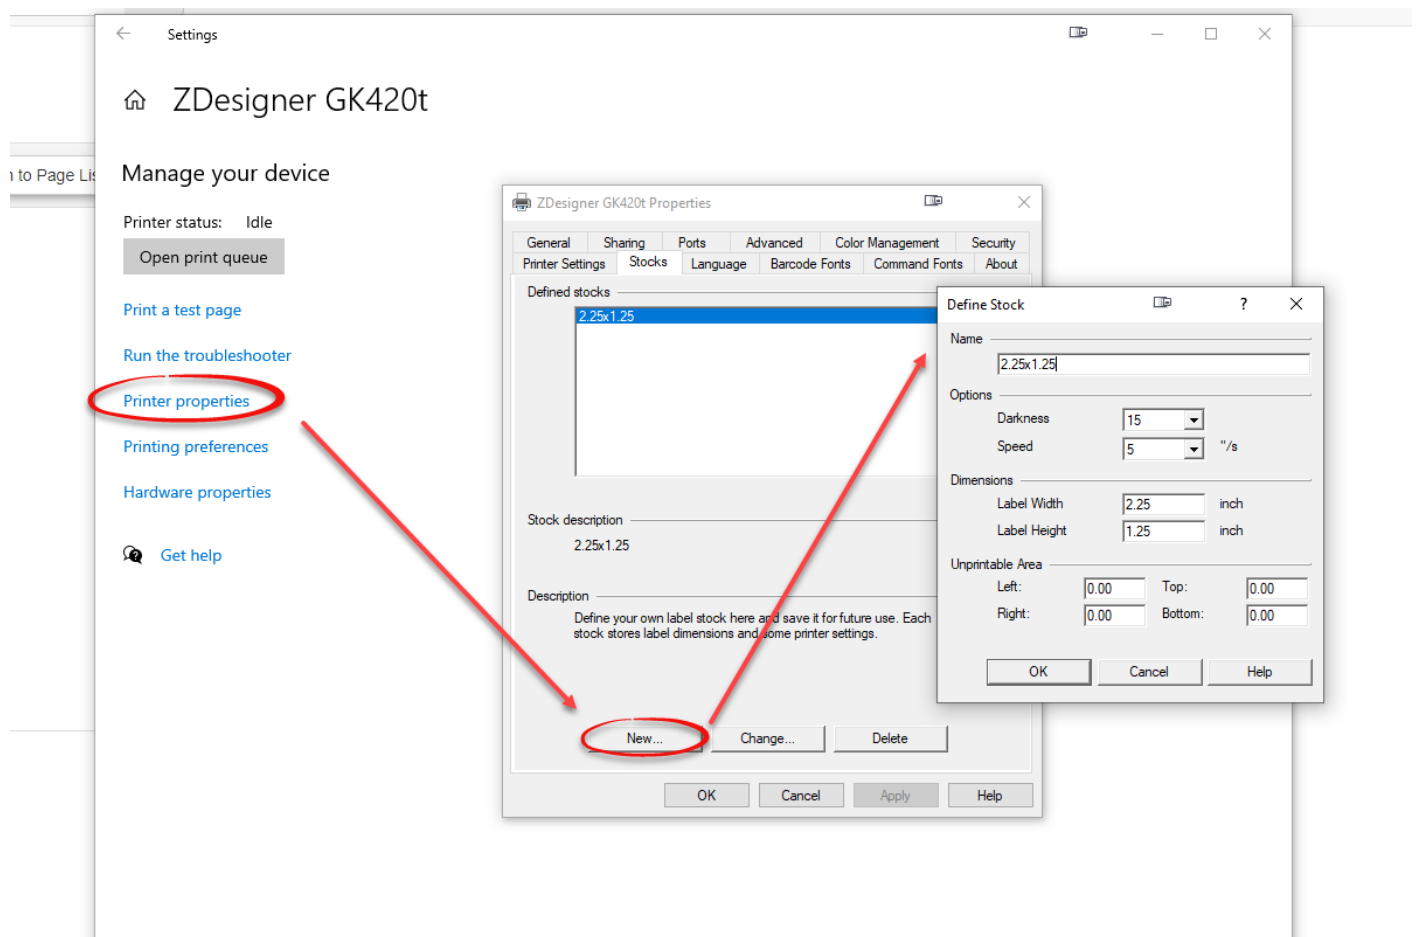 Settings
ZDesigner GK420t
to Page Lis
Manage your device
Printer status: Idle
Open print queue
Print a test page
Run the troubleshooter
Printer properties
Printing preferences
Hardware properties
Get help
ZDesigner GK420t Properties
General Sharing Ports Advanced Color Management Security
Printer Settings Stocks Language Barcode Fonts Command Fonts About
Defined stocks
2.25x1.25
Stock description
2.25x1.25
Description
Define your own label stock here and save it for future use. Each
stock stores label dimensions and some printer settings.
New... Change... Delete
OK Cancel Apply Help
Define Stock ?
Name
2.25x1.25
Options
Darkness 15
Speed 5 "/s
Dimensions
Label Width 2.25 inch
Label Height 1.25 inch
Unprintable Area
Left: 0.00 Top: 0.00
Right: 0.00 Bottom: 0.00
OK Cancel Help